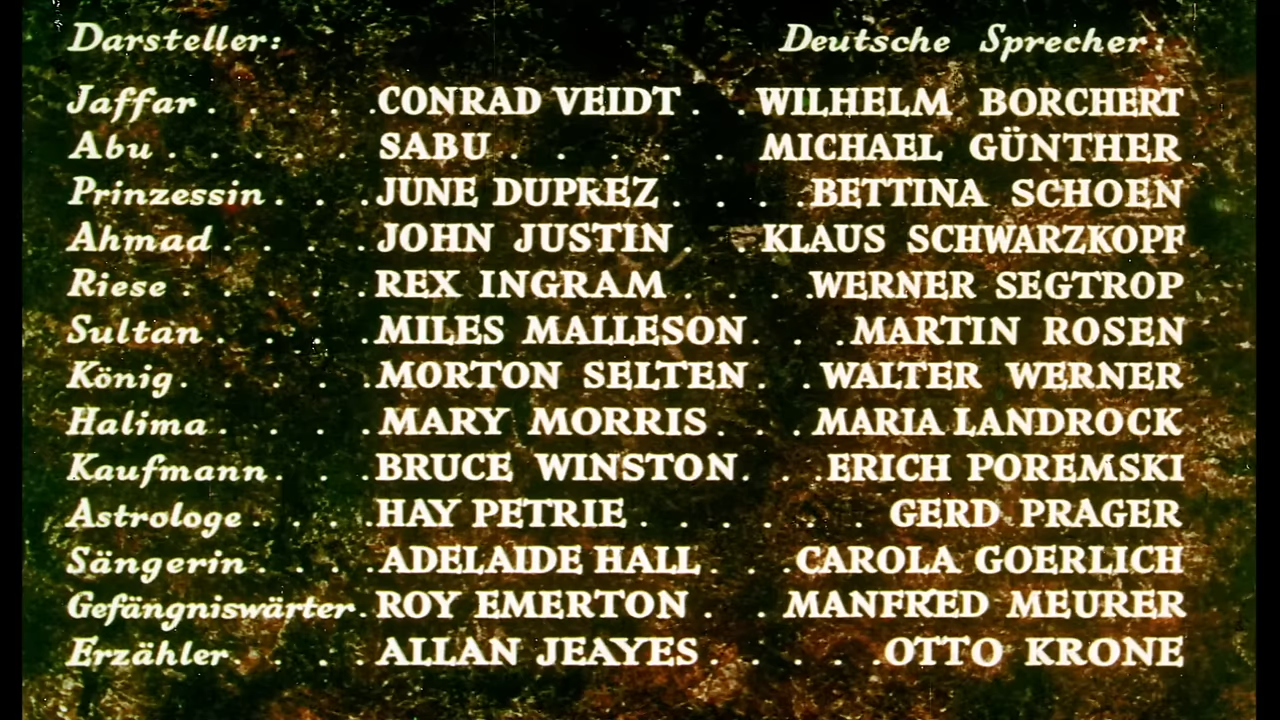 Darsteller: Deutsche Sprecher:
Jaffar . . . . . CONRAD VEIDT . . WILHELM BORCHERT
Abu . . . . . SABU . . . . . MICHAEL GÜNTHER
Prinzessin . . . JUNE DUPREZ . . . . BETTINA SCHOEN
Ahmad . . . . JOHN JUSTIN . . KLAUS SCHWARZKOPF
Riese . . . . . REX INGRAM . . . . WERNER SEGTROP
Sultan . . . . MILES MALLESON . . . MARTIN ROSEN
König . . . . . MORTON SELTEN . . WALTER WERNER
Halima . . . . MARY MORRIS . . . MARIA LANDROCK
Kaufmann . . . BRUCE WINSTON . . . ERICH POREMSKI
Astrologe . . . . HAY PETRIE . . . . . . GERD PRAGER
Sängerin . . . . ADELAIDE HALL . . . CAROLA GOERLICH
Gefängniswärter . ROY EMERTON . . MANFRED MEURER
Erzähler . . . . ALLAN JEAYES . . . . . OTTO KRONE